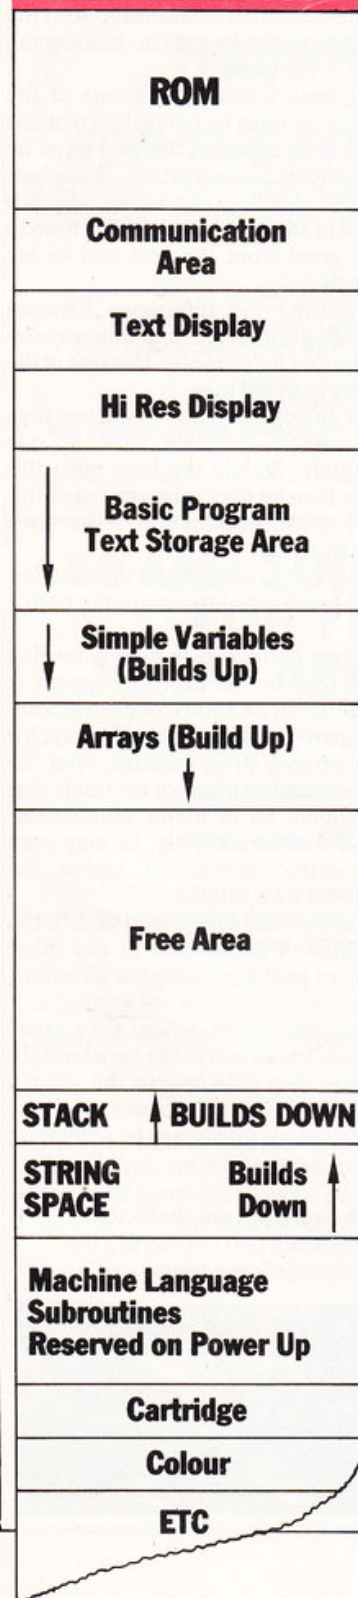 ROM
Communication
Area
Text Display
Hi Res Display
Basic Program
Text Storage Area
Simple Variables
(Builds Up)
Arrays (Build Up)
Free Area
STACK BUILDS DOWN
STRING Builds
SPACE Down
Machine Language
Subroutines
Reserved on Power Up
Cartridge
Colour
ETC